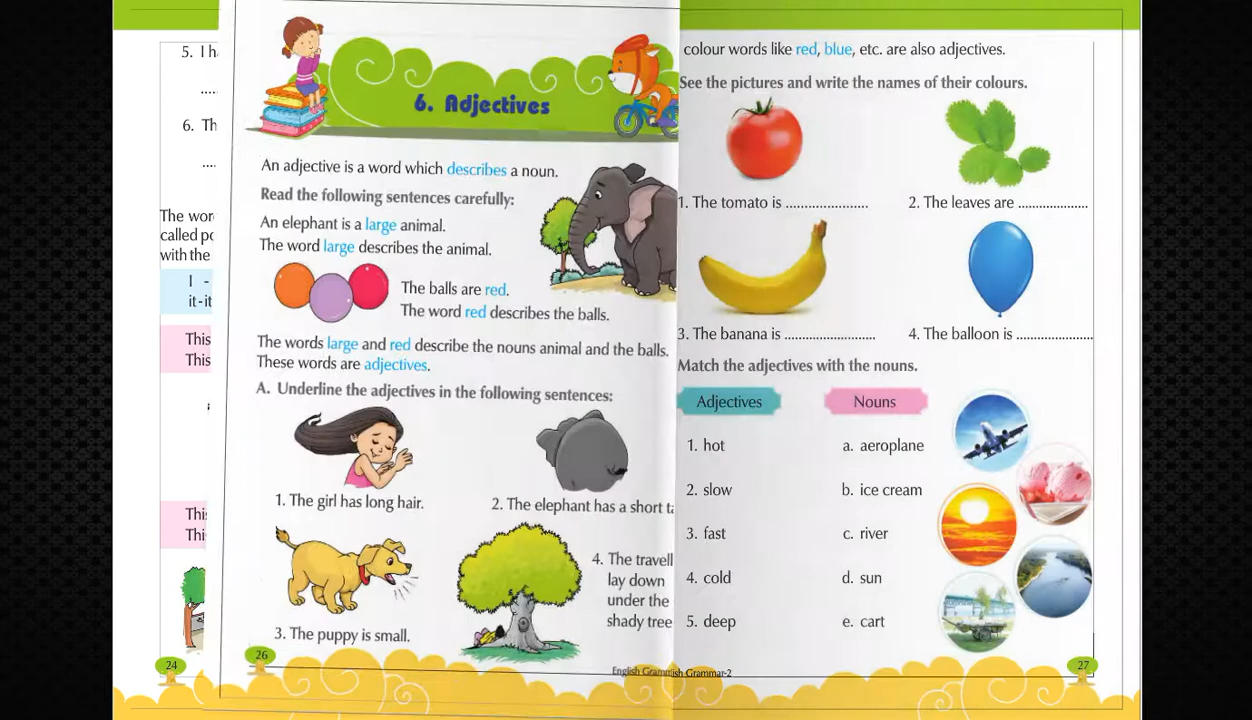 5. I h
.....
6. Th
....
The wor
called po
with the
I -
it-it
This
This
This
Thi
24
6. Adjectives
An adjective is a word which describes a noun.
Read the following sentences carefully:
An elephant is a large animal.
The word large describes the animal.
The balls are red.
The word red describes the balls.
The words large and red describe the nouns animal and the balls.
These words are adjectives.
A. Underline the adjectives in the following sentences:
1. The girl has long hair.
2. The elephant has a short ta
3. The puppy is small.
4. The travell
lay down
under the
shady tree
26
English Gramm
colour words like red, blue, etc. are also adjectives.
See the pictures and write the names of their colours.
1. The tomato is ......................
2. The leaves are ...................
3. The banana is .........................
4. The balloon is .....................
Match the adjectives with the nouns.
Adjectives Nouns
1. hot a. aeroplane
2. slow b. ice cream
3. fast c. river
4. cold d. sun
5. deep e. cart
ish Grammar-2
27